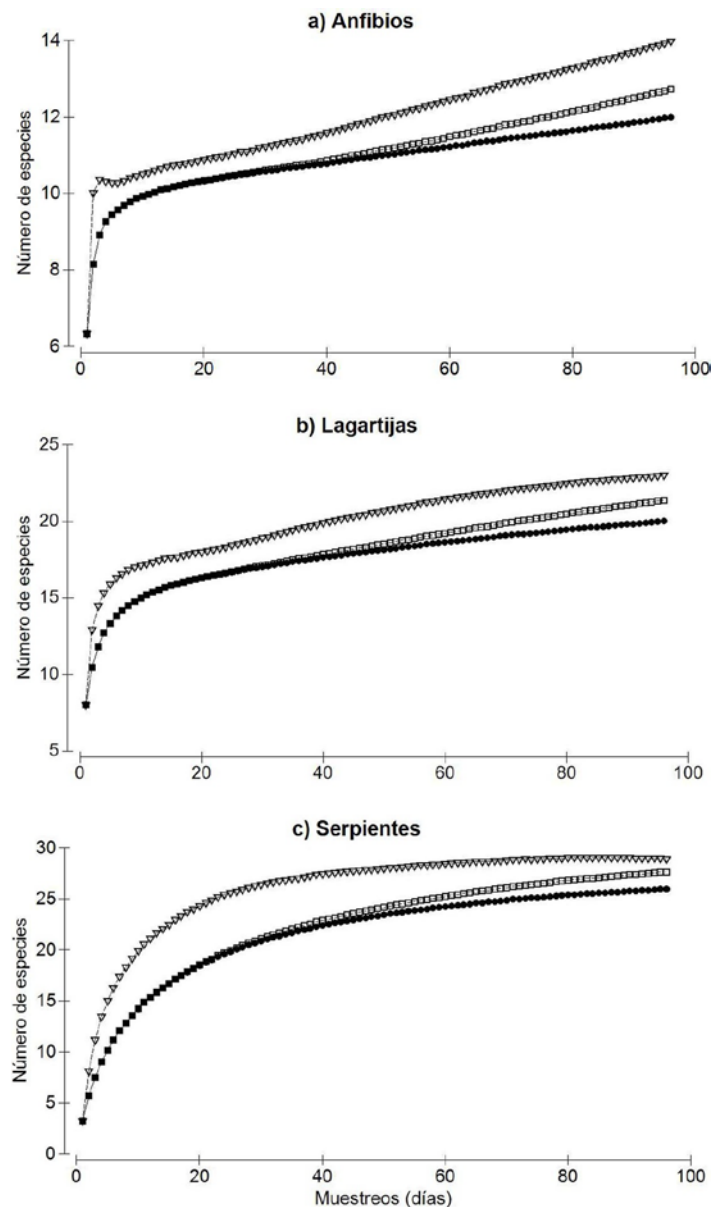 a) Anfibios
14
12
10
8
6
Número de especies
0 20 40 60 80 100
b) Lagartijas
25
20
15
10
5
Número de especies
0 20 40 60 80 100
c) Serpientes
30
25
20
15
10
5
0
Número de especies
0 20 40 60 80 100
Muestreos (días)